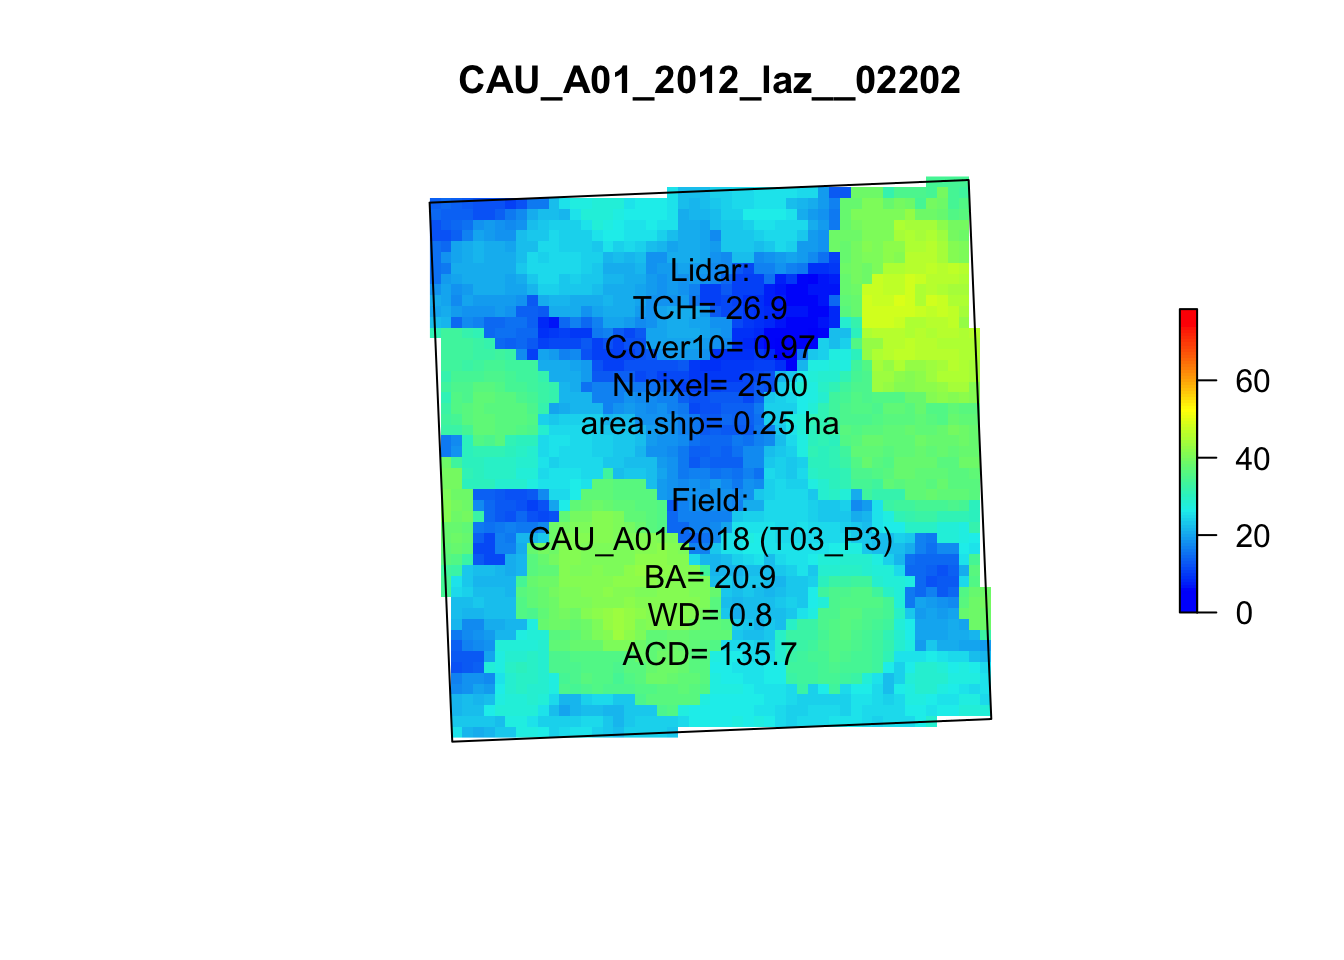 CAU_A01_2012_laz__02202
Lidar:
TCH= 26.9
Cover10= 0.97
N.pixel= 2500
area.shp= 0.25 ha
Field:
CAU_A01 2018 (T03_P3)
BA= 20.9
WD= 0.8
ACD= 135.7
60
40
20
0